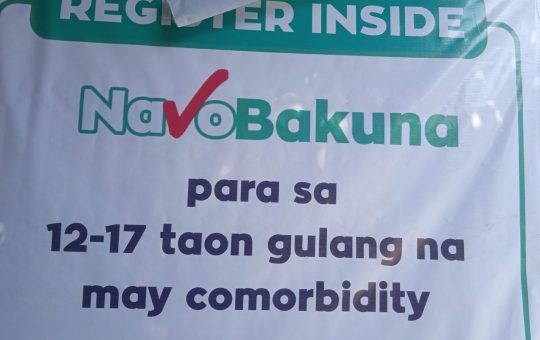 REGISTER INSIDE
NavoBakuna
para sa
12-17 taon gulang na
may comorbidity